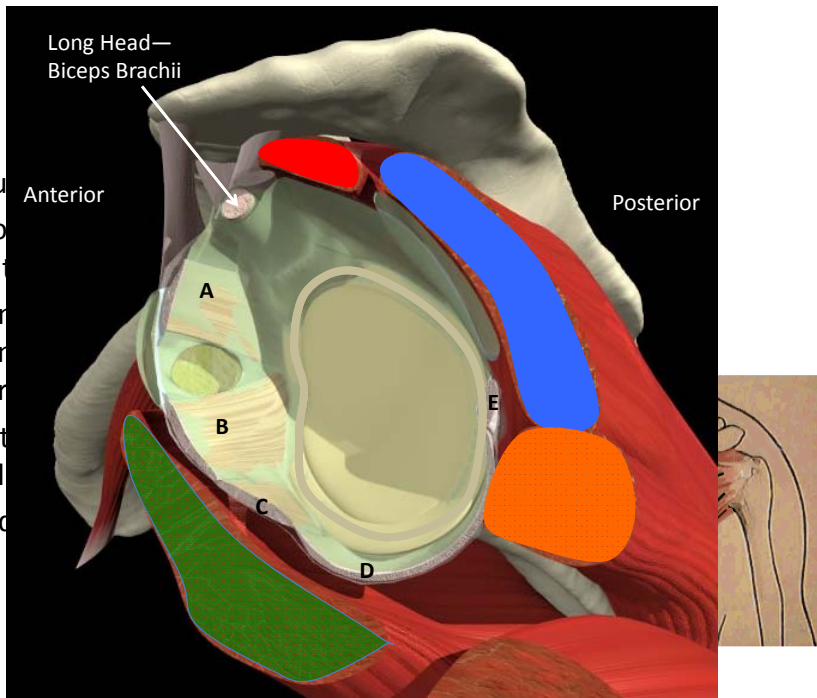 Long Head—
Biceps Brachii
Anterior
Posterior
A
B
E
C
D